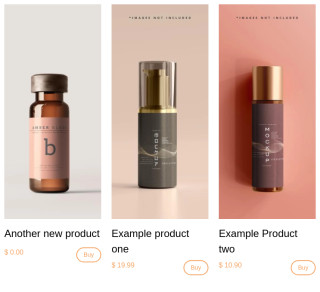 *IMAGES NOT INCLUDED
*IMAGES NOT INCLUDED
AMBER
b
MOCKUP
Another new product
$ 0.00
Buy
Example product
one
$ 19.99
Buy
Example Product
two
$ 10.00
Buy